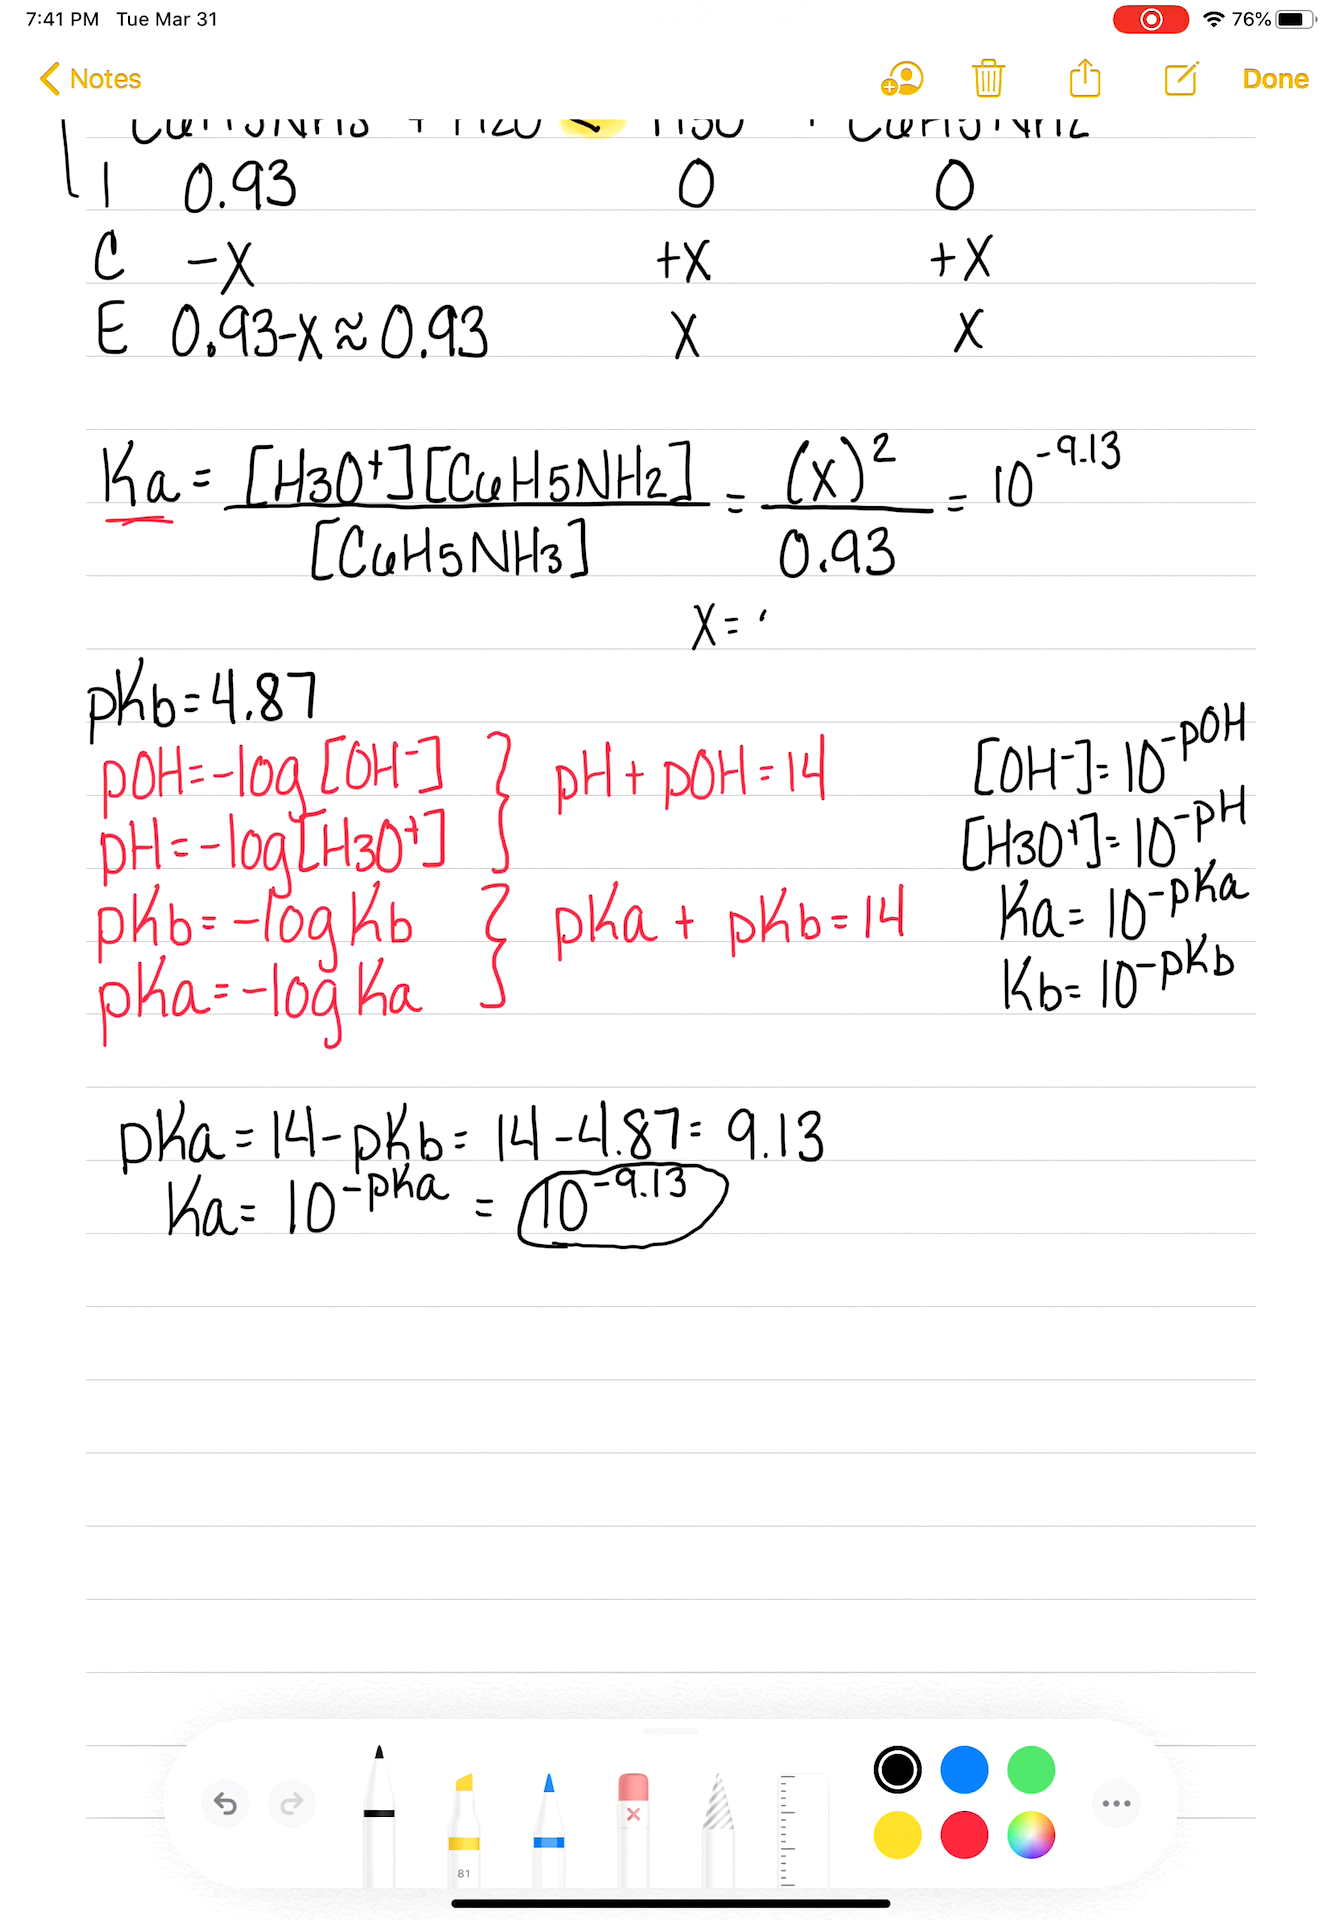 7:41 PM Tue Mar 31 76%
Notes Done
I 0.93 0 0
C -X +X +X
E 0.93-X≈0.93 X X
Ka = [H3O+][C6H5NH2] = (X)2 = 10-9.13
[C6H5NH3] 0.93
X=
pKb=4.87
pOH=-log[OH-] } pH + pOH=14 [OH-]=10-pOH
pH=-log[H3O+] [H3O+]=10-pH
pKb=-log Kb } pKa + pKb=14 Ka=10-pKa
pKa=-log Ka Kb=10-pKb
pKa=14-pKb=14-4.87=9.13
Ka=10-pKa = 10-9.13
81